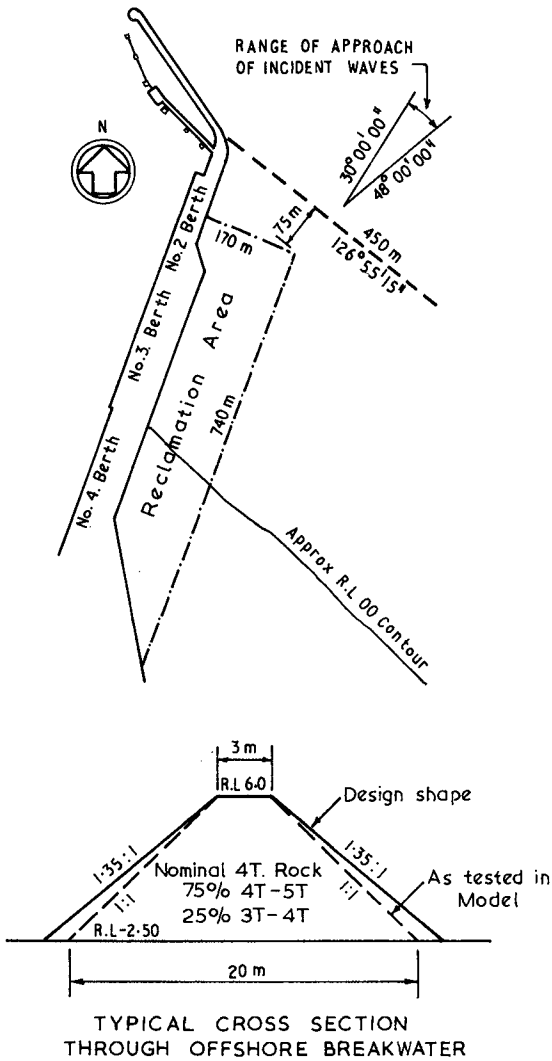 RANGE OF APPROACH
OF INCIDENT WAVES
N
30°00'00"
48°00'00"
No.2 Berth
170 m
75 m
450 m
126°55'15"
No.3. Berth
Reclamation Area
740 m
No. 4. Berth
Approx R.L 00 Contour
3 m
R.L 6·0
Design shape
1·35:1
1·35:1
1:1
1:1
Nominal 4T. Rock
75% 4T-5T
25% 3T-4T
As tested in
Model
R.L-2·50
20 m
TYPICAL CROSS SECTION
THROUGH OFFSHORE BREAKWATER